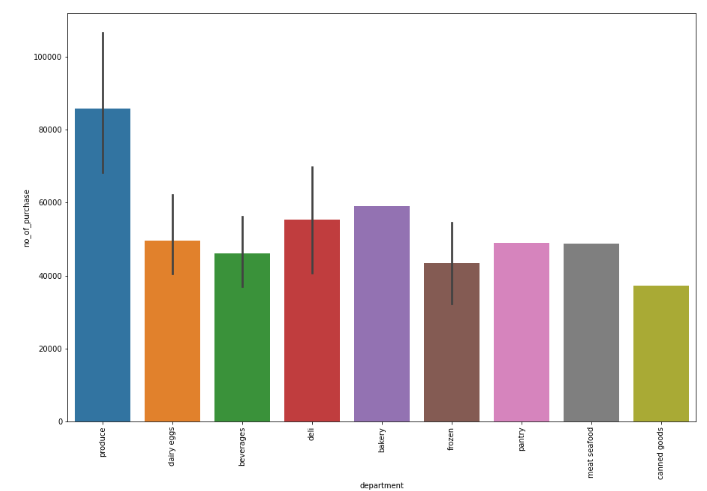 100000
80000
60000
40000
20000
0
no_of_purchase
produce
dairy eggs
beverages
deli
bakery
frozen
pantry
meat seafood
canned goods
department